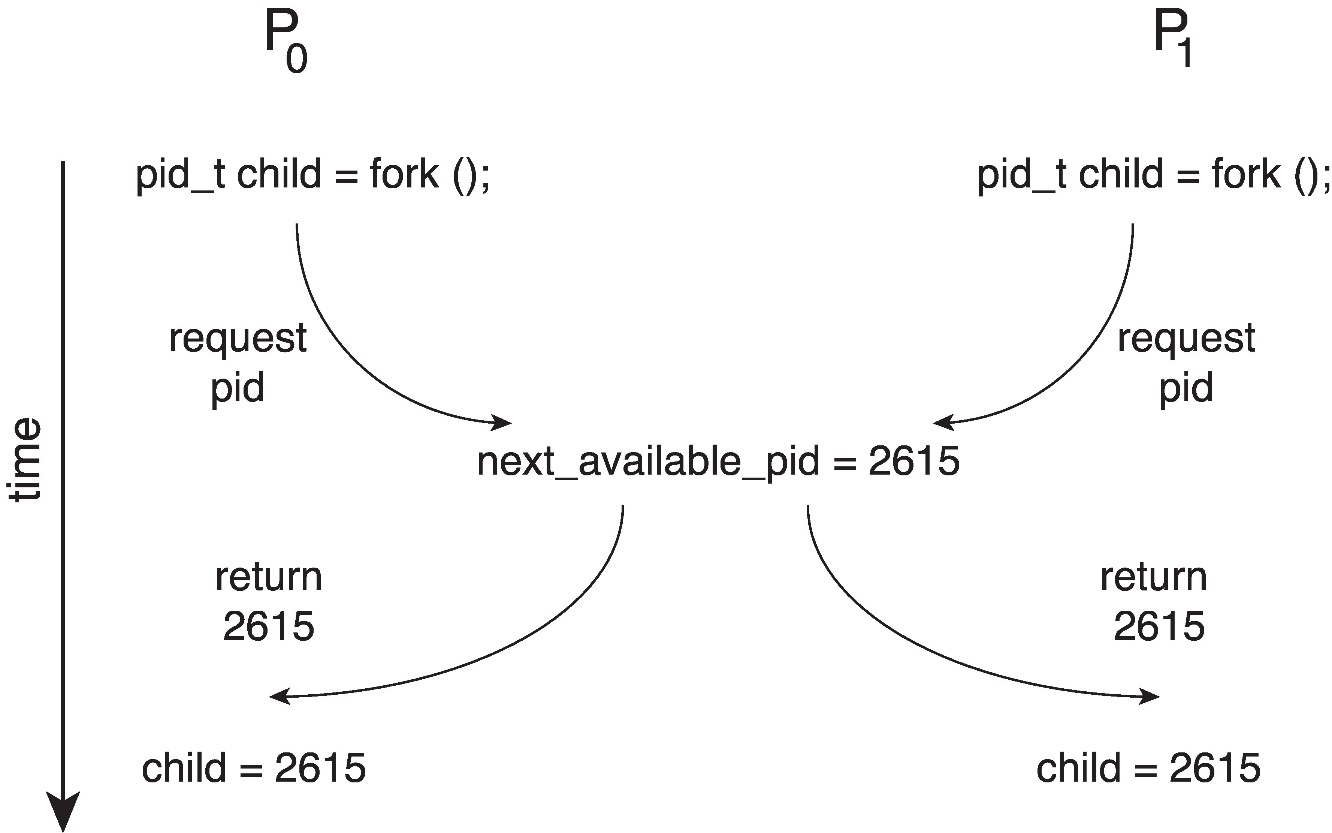 P0
P1
pid_t child = fork ();
pid_t child = fork ();
request
pid
request
pid
time
next_available_pid = 2615
return
2615
return
2615
child = 2615
child = 2615